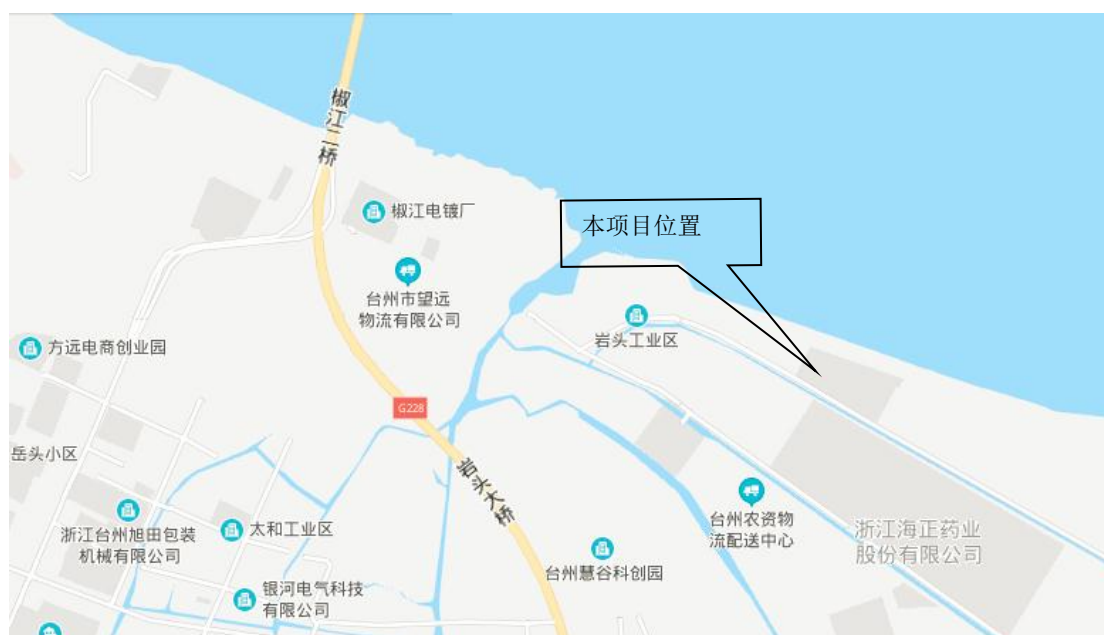 椒江二桥
椒江电镀厂
本项目位置
台州市望远
物流有限公司
岩头工业区
方远电商创业园
G228
岳头小区
岩头大桥
浙江台州旭田包装
机械有限公司
太和工业区
台州农资物
流配送中心
浙江海正药业
股份有限公司
台州慧谷科创园
银河电气科技
有限公司